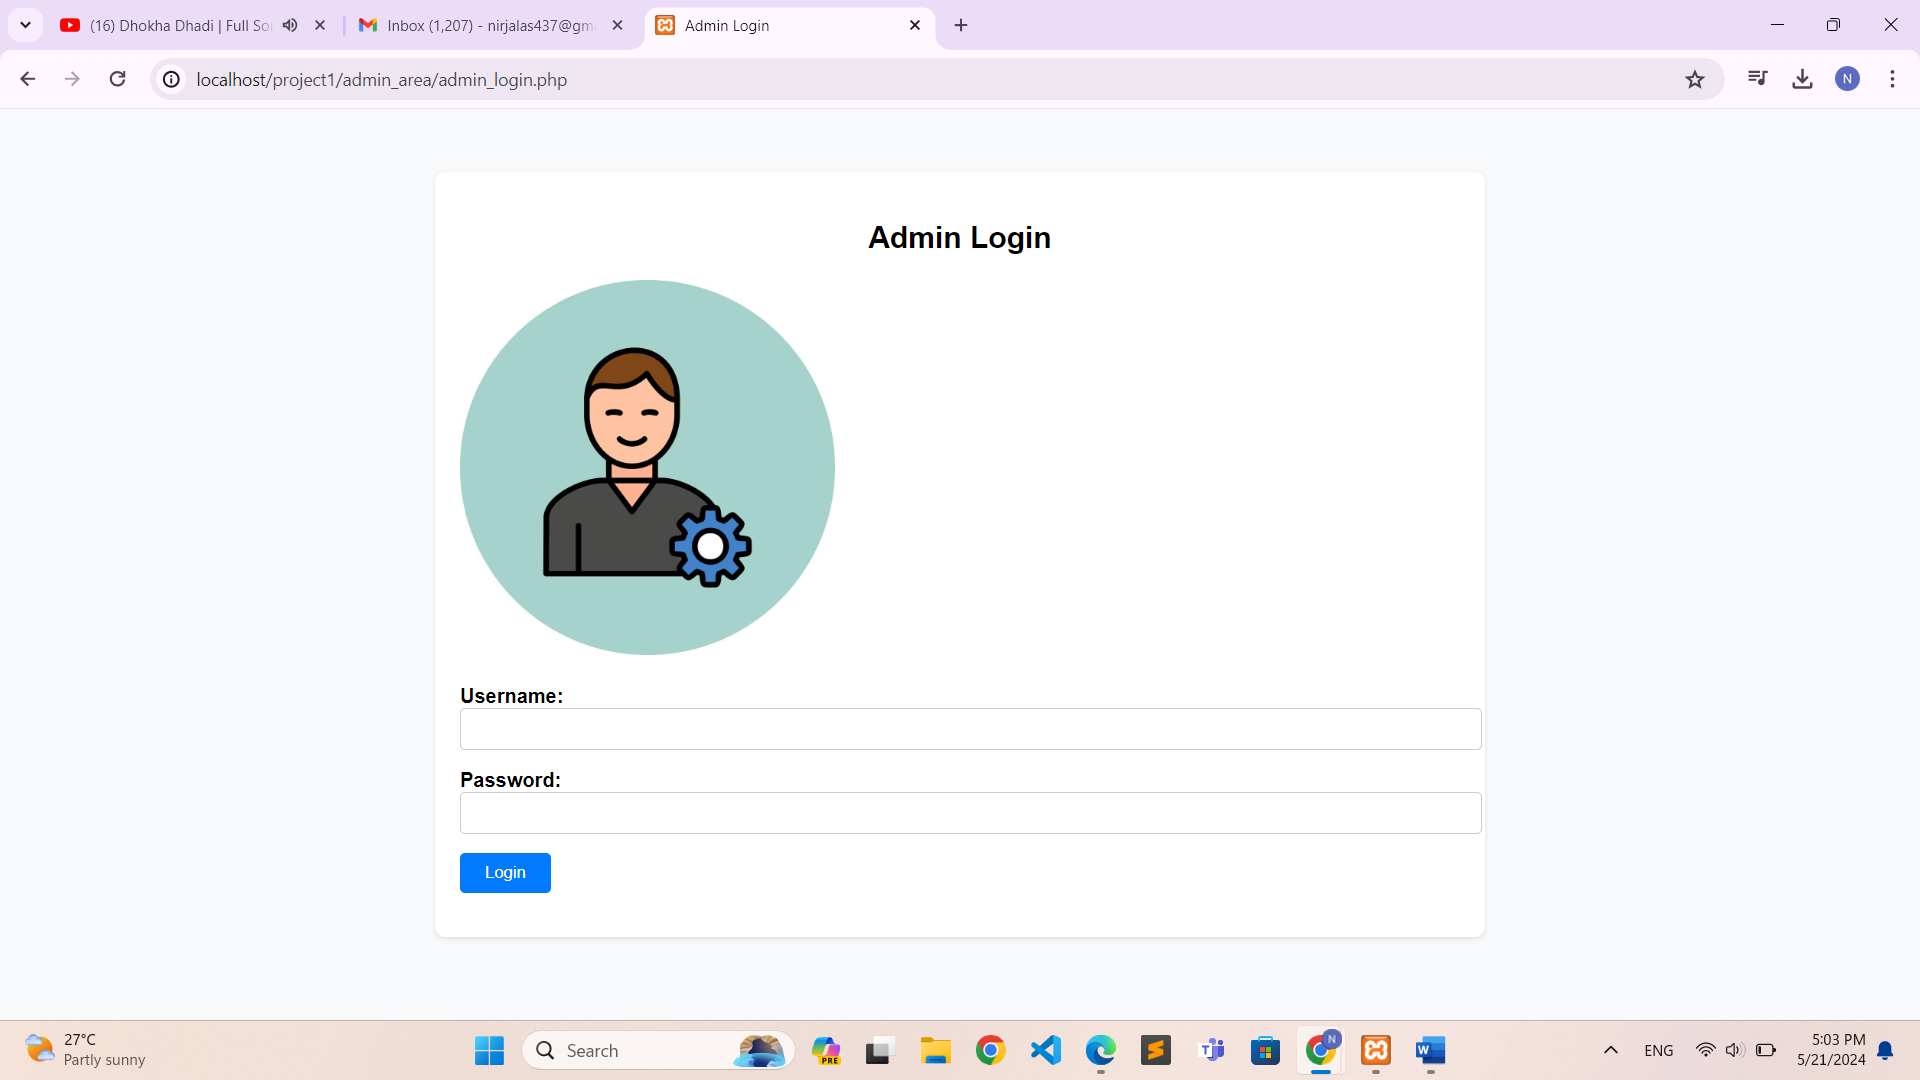 (16) Dhokha Dhadi | Full So
Inbox (1,207) - nirjalas437@gm
Admin Login
localhost/project1/admin_area/admin_login.php
N
Admin Login
Username:
Password:
Login
27°C
Partly sunny
Search
PRE
N
ENG
5:03 PM
5/21/2024